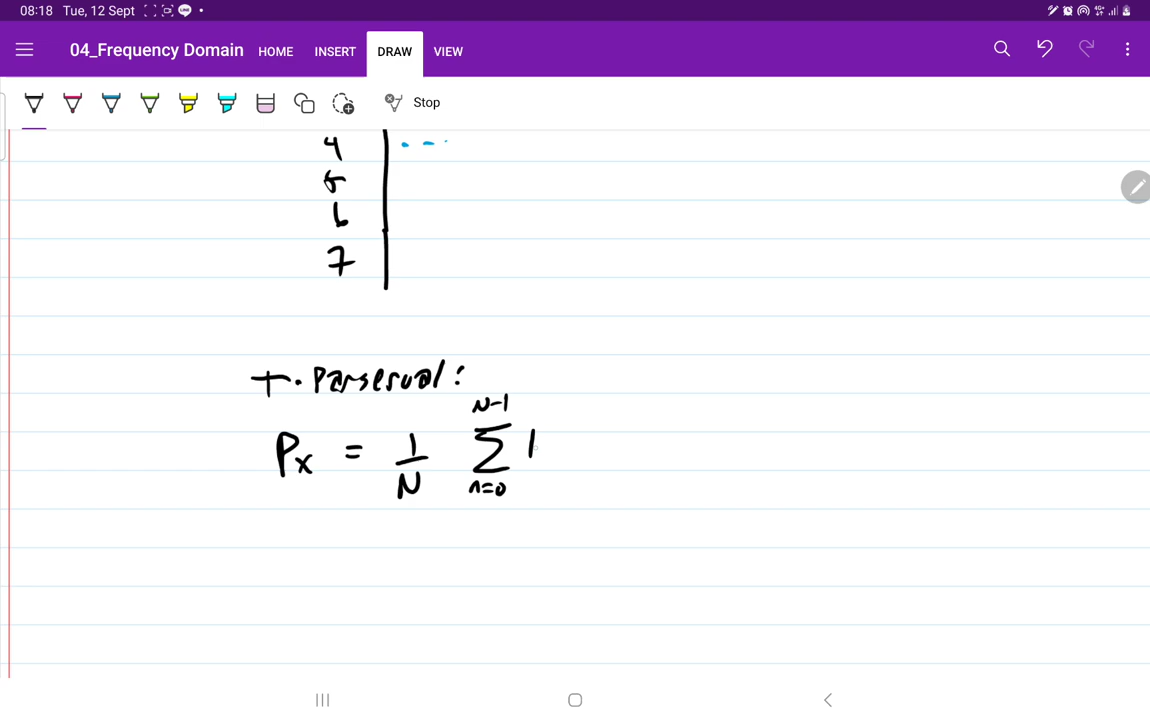 08:18 Tue, 12 Sept
04_Frequency Domain HOME INSERT DRAW VIEW
Stop
4
5
6
7
T. Parseval:
Px = 1/N Σ n=0 N-1 |